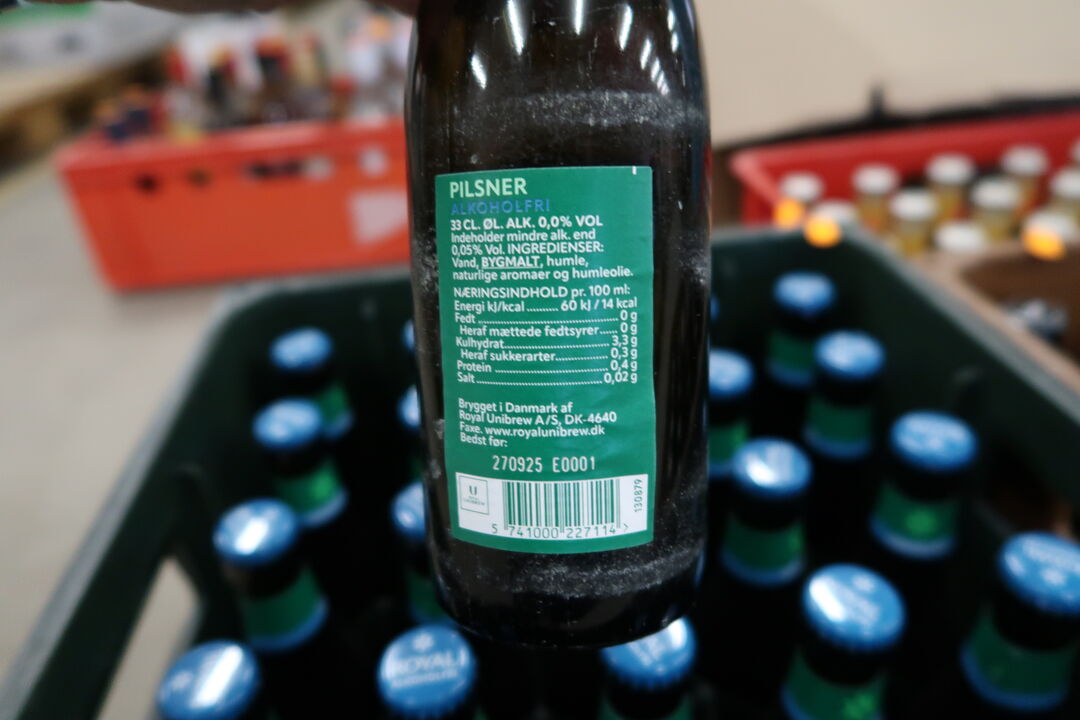 PILSNER
ALKOHOLFRI
33 CL. ØL. ALK. 0,0% VOL
Indeholder mindre alk. end
0,05% Vol. INGREDIENSER:
Vand, BYGMALT, humle,
naturlige aromaer og humleolie.
NÆRINGSINDHOLD pr. 100 ml:
Energi kJ/kcal ......... 60 kJ / 14 kcal
Fedt ........................................ 0 g
Heraf mættede fedtsyrer..... 0 g
Kulhydrat ............................... 3,3 g
Heraf sukkerarter............... 0,3 g
Protein ................................. 0,4 g
Salt ..................................... 0,02 g
Brygget i Danmark af
Royal Unibrew A/S, DK-4640
Faxe. www.royalunibrew.dk
Bedst før:
270925 E0001
130879
5 741000 227114 >
ROYAL